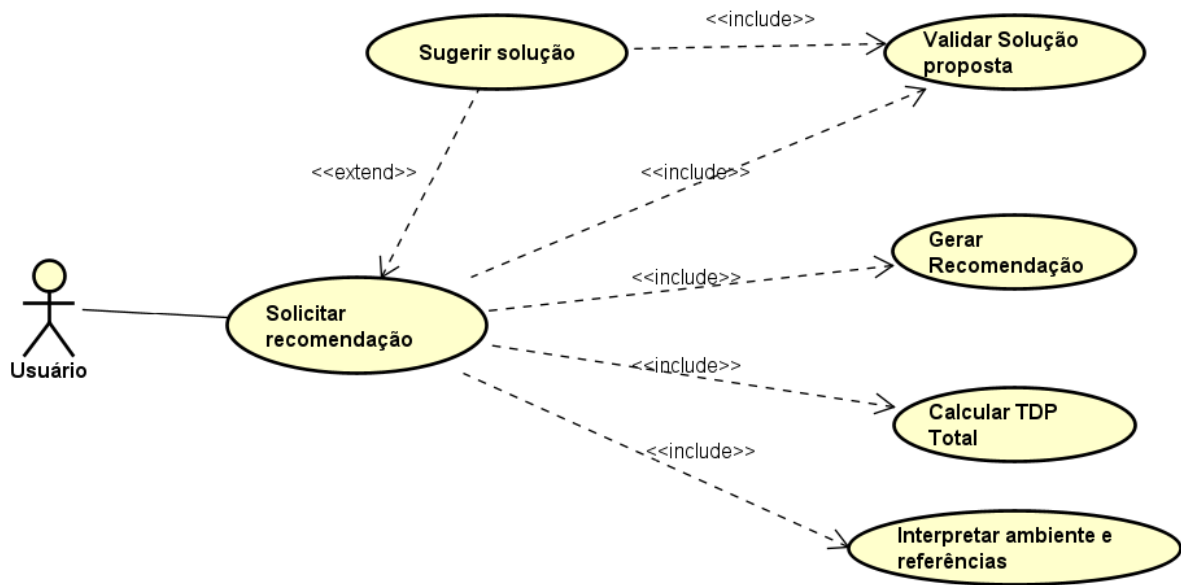 <<include>>
Sugerir solução
Validar Solução
proposta
<<extend>>
<<include>>
Gerar
Recomendação
<<include>>
Solicitar
recomendação
Usuário
<<include>>
Calcular TDP
Total
<<include>>
Interpretar ambiente e
referências